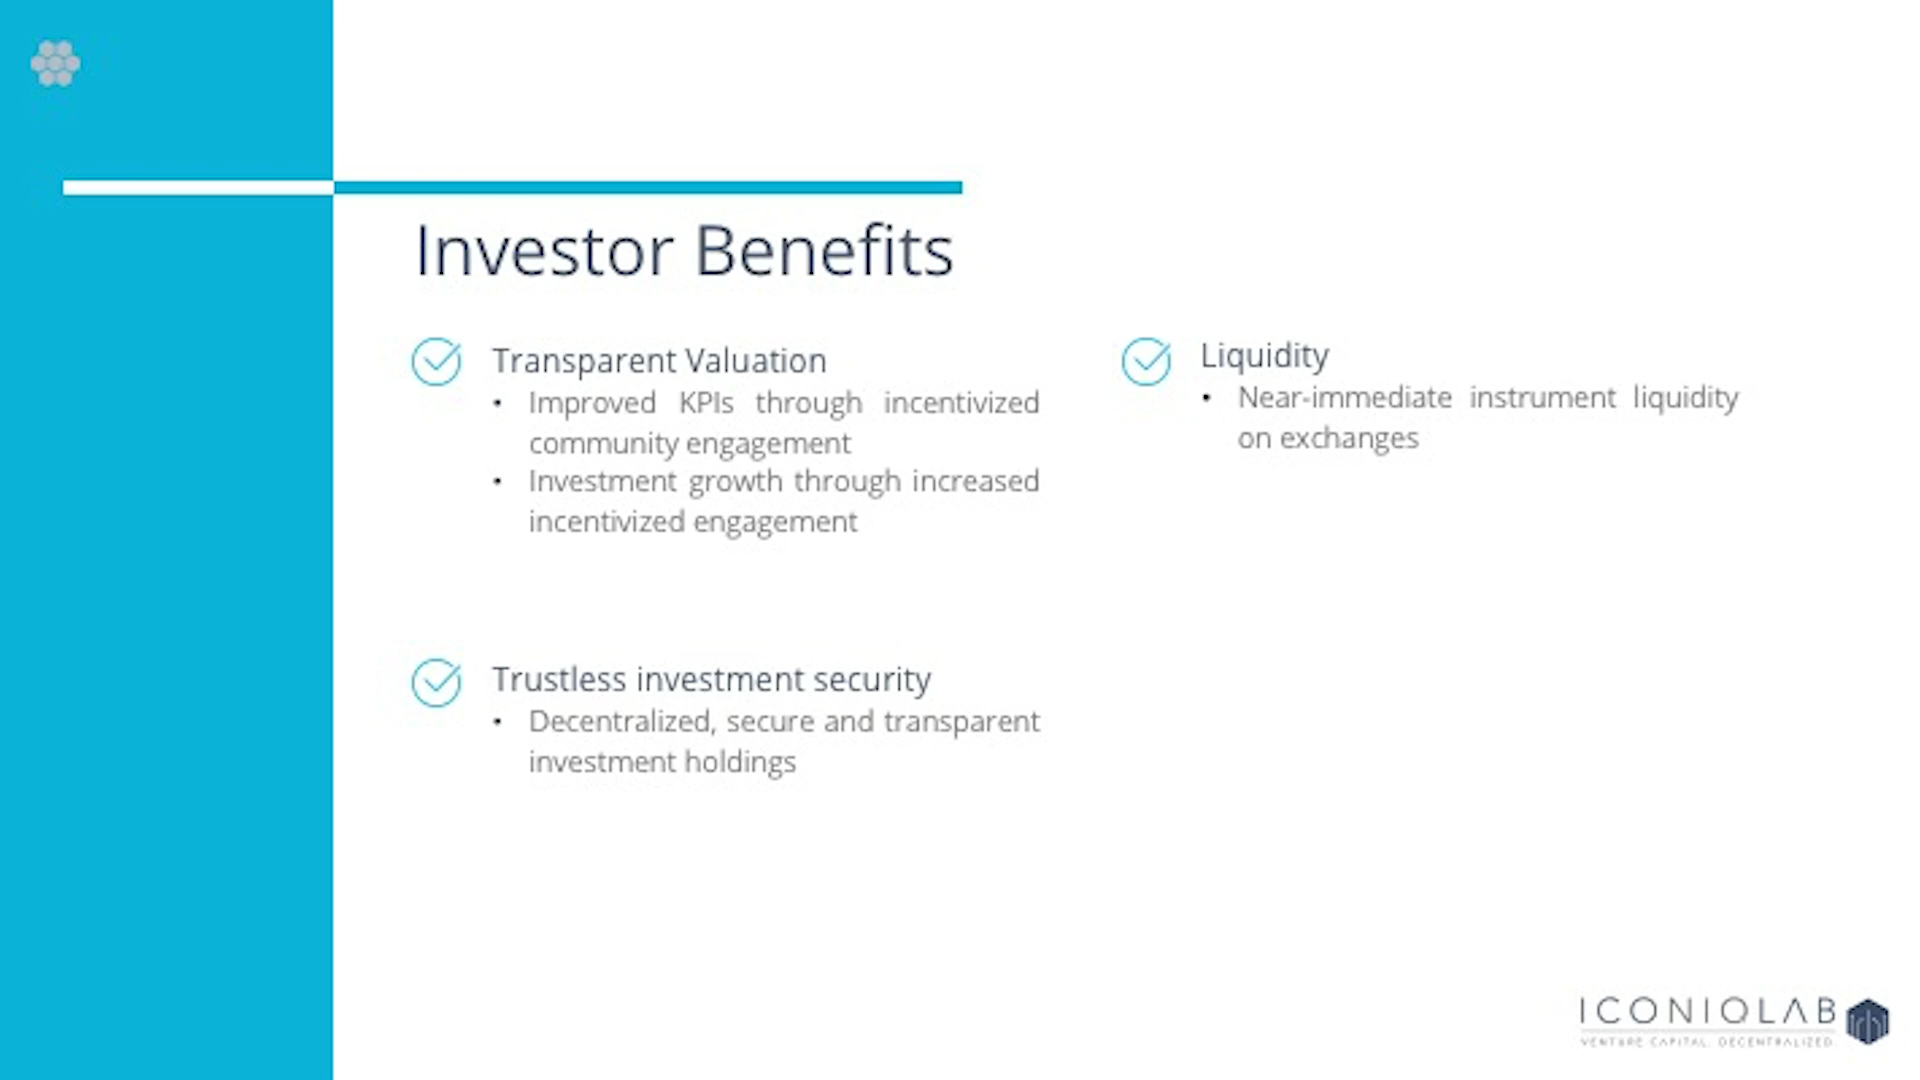 Investor Benefits
Transparent Valuation
• Improved KPIs through incentivized
community engagement
• Investment growth through increased
incentivized engagement
Trustless investment security
• Decentralized, secure and transparent
investment holdings
Liquidity
• Near-immediate instrument liquidity
on exchanges
ICONIQLAB
VENTURE CAPITAL. DECENTRALIZED.